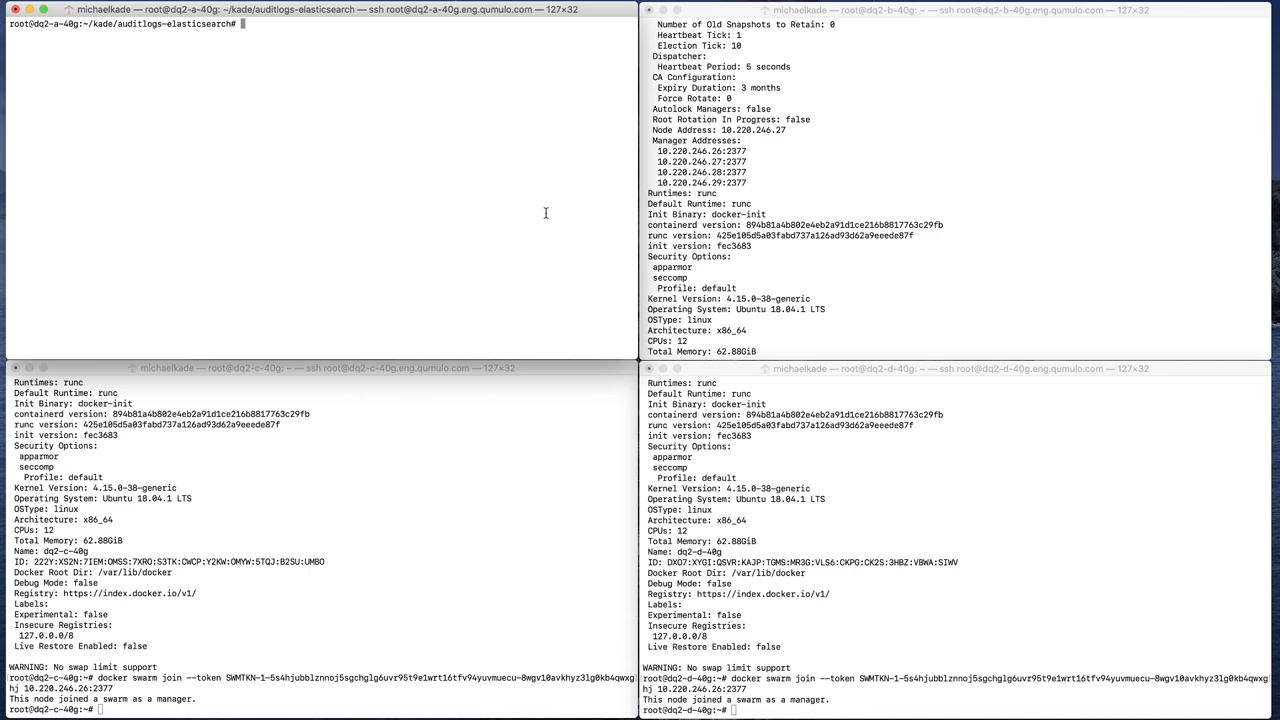 michaelkade — root@dq2-a-40g: ~/kade/auditlogs-elasticsearch — ssh root@dq2-a-40g.eng.qumulo.com — 127×32
root@dq2-a-40g:~/kade/auditlogs-elasticsearch#
michaelkade — root@dq2-b-40g: ~ — ssh root@dq2-b-40g.eng.qumulo.com — 127×32
Number of Old Snapshots to Retain: 0
Heartbeat Tick: 1
Election Tick: 10
Dispatcher:
Heartbeat Period: 5 seconds
CA Configuration:
Expiry Duration: 3 months
Force Rotate: 0
Autolock Managers: false
Root Rotation In Progress: false
Node Address: 10.220.246.27
Manager Addresses:
10.220.246.26:2377
10.220.246.27:2377
10.220.246.28:2377
10.220.246.29:2377
Runtimes: runc
Default Runtime: runc
Init Binary: docker-init
containerd version: 894b81a4b802e4eb2a91d1ce216b8817763c29fb
runc version: 425e105d5a03fabd737a126ad93d62a9eeede87f
init version: fec3683
Security Options:
apparmor
seccomp
Profile: default
Kernel Version: 4.15.0-38-generic
Operating System: Ubuntu 18.04.1 LTS
OSType: linux
Architecture: x86_64
CPUs: 12
Total Memory: 62.88GiB
michaelkade — root@dq2-c-40g: ~ — ssh root@dq2-c-40g.eng.qumulo.com — 127×32
Runtimes: runc
Default Runtime: runc
Init Binary: docker-init
containerd version: 894b81a4b802e4eb2a91d1ce216b8817763c29fb
runc version: 425e105d5a03fabd737a126ad93d62a9eeede87f
init version: fec3683
Security Options:
apparmor
seccomp
Profile: default
Kernel Version: 4.15.0-38-generic
Operating System: Ubuntu 18.04.1 LTS
OSType: linux
Architecture: x86_64
CPUs: 12
Total Memory: 62.88GiB
Name: dq2-c-40g
ID: 222Y:XS2N:7IEM:OMSS:7XRO:S3TK:CWCP:Y2KW:OMYW:5TQJ:B2SU:UMBO
Docker Root Dir: /var/lib/docker
Debug Mode: false
Registry: https://index.docker.io/v1/
Labels:
Experimental: false
Insecure Registries:
127.0.0.0/8
Live Restore Enabled: false
WARNING: No swap limit support
root@dq2-c-40g:~# docker swarm join --token SWMTKN-1-5s4hjubblznnoj5sgchglg6uvr95t9e1wrt16tfv94yuvmuecu-8wgv10avkhyz3lg0kb4qwxg
hj 10.220.246.26:2377
This node joined a swarm as a manager.
root@dq2-c-40g:~#
michaelkade — root@dq2-d-40g: ~ — ssh root@dq2-d-40g.eng.qumulo.com — 127×32
Runtimes: runc
Default Runtime: runc
Init Binary: docker-init
containerd version: 894b81a4b802e4eb2a91d1ce216b8817763c29fb
runc version: 425e105d5a03fabd737a126ad93d62a9eeede87f
init version: fec3683
Security Options:
apparmor
seccomp
Profile: default
Kernel Version: 4.15.0-38-generic
Operating System: Ubuntu 18.04.1 LTS
OSType: linux
Architecture: x86_64
CPUs: 12
Total Memory: 62.88GiB
Name: dq2-d-40g
ID: DXO7:XYGI:QSVR:KAJP:TGMS:MR3G:VLS6:CKPG:CK2S:3HBZ:VBWA:SIWV
Docker Root Dir: /var/lib/docker
Debug Mode: false
Registry: https://index.docker.io/v1/
Labels:
Experimental: false
Insecure Registries:
127.0.0.0/8
Live Restore Enabled: false
WARNING: No swap limit support
root@dq2-d-40g:~# docker swarm join --token SWMTKN-1-5s4hjubblznnoj5sgchglg6uvr95t9e1wrt16tfv94yuvmuecu-8wgv10avkhyz3lg0kb4qwxg
hj 10.220.246.26:2377
This node joined a swarm as a manager.
root@dq2-d-40g:~#